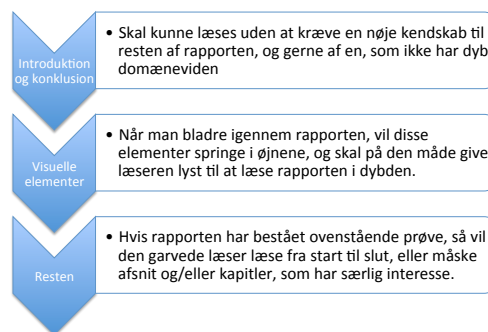 Introduktion
og konklusion
• Skal kunne læses uden at kræve en nøje kendskab til
resten af rapporten, og gerne af en, som ikke har dyb
domæneviden
Visuelle
elementer
• Når man bladre igennem rapporten, vil disse
elementer springe i øjnene, og skal på den måde give
læseren lyst til at læse rapporten i dybden.
Resten
• Hvis rapporten har bestået ovenstående prøve, så vil
den garvede læser læse fra start til slut, eller måske
afsnit og/eller kapitler, som har særlig interesse.